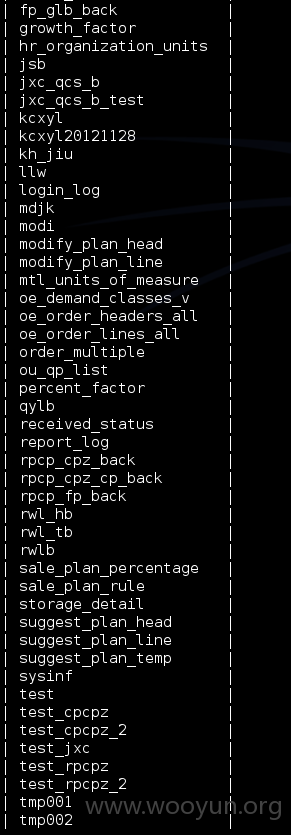 fp_glb_back
growth_factor
hr_organization_units
jsb
jxc_qcs_b
jxc_qcs_b_test
kcxyl
kcxyl20121128
kh_jiu
llw
login_log
mdjk
modi
modify_plan_head
modify_plan_line
mtl_units_of_measure
oe_demand_classes_v
oe_order_headers_all
oe_order_lines_all
order_multiple
ou_qp_list
percent_factor
qylb
received_status
report_log
rpcp_cpz_back
rpcp_cpz_cp_back
rpcp_fp_back
rwl_hb
rwl_tb
rwlb
sale_plan_percentage
sale_plan_rule
storage_detail
suggest_plan_head
suggest_plan_line
suggest_plan_temp
sysinf
test
test_cpcpz
test_cpcpz_2
test_jxc
test_rpcpz
test_rpcpz_2
tmp001
tmp002
www.wooyun.org